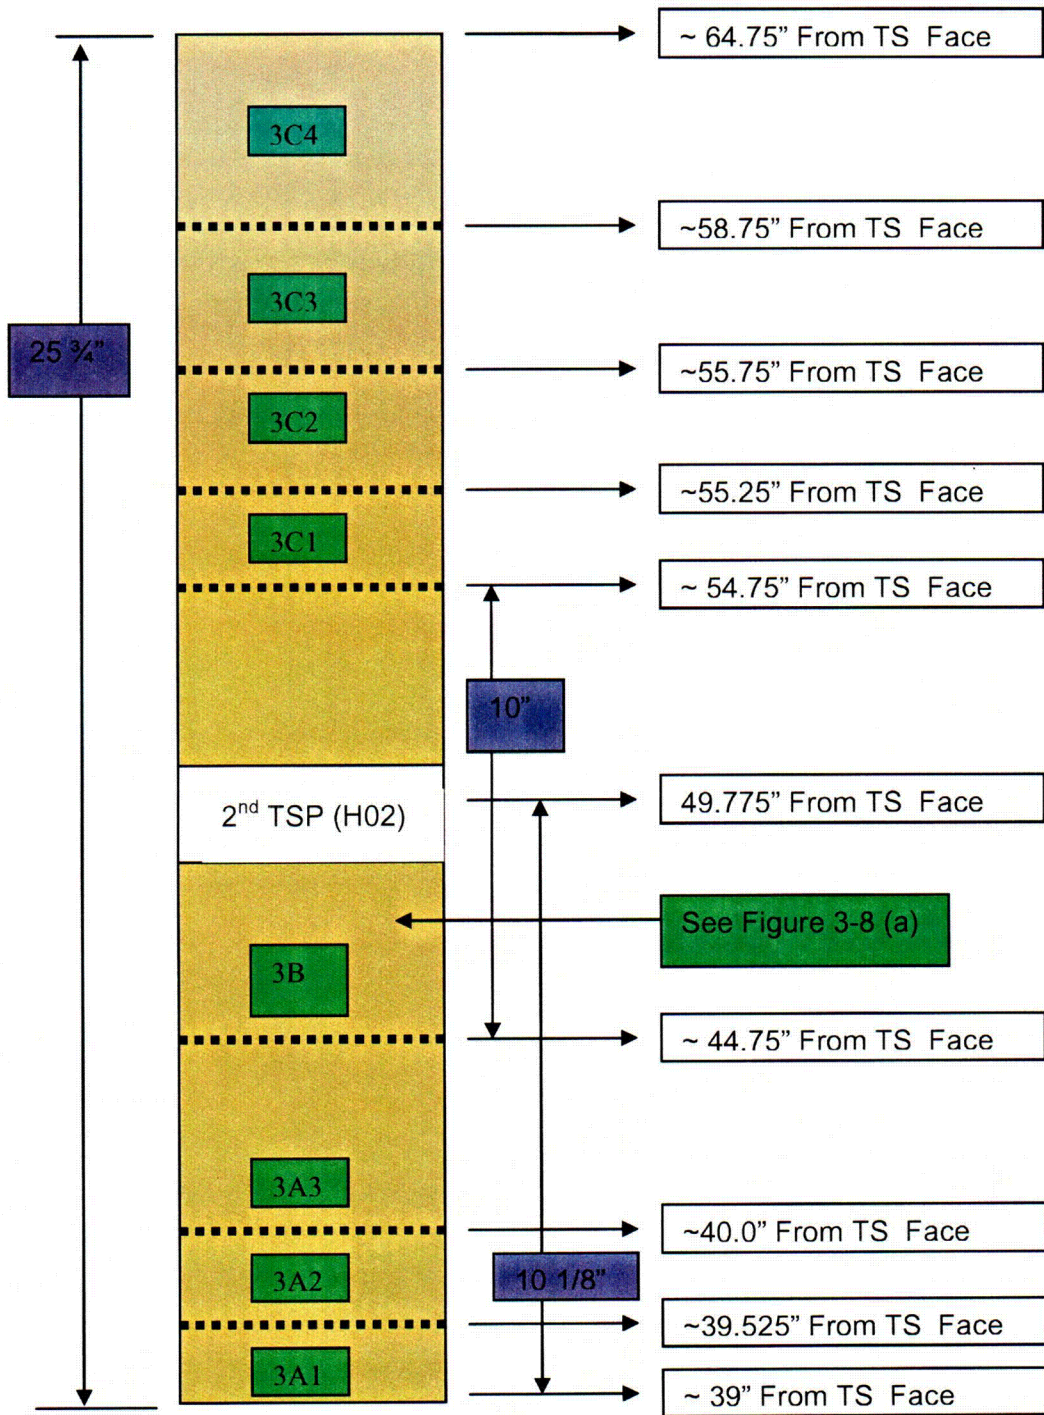 ~ 64.75” From TS Face
3C4
~58.75” From TS Face
3C3
25 ¾”
~55.75” From TS Face
3C2
~55.25” From TS Face
3C1
~ 54.75” From TS Face
10”
2nd TSP (H02)
49.775” From TS Face
See Figure 3-8 (a)
3B
~ 44.75” From TS Face
3A3
~40.0” From TS Face
3A2
10 1/8”
~39.525” From TS Face
3A1
~ 39” From TS Face